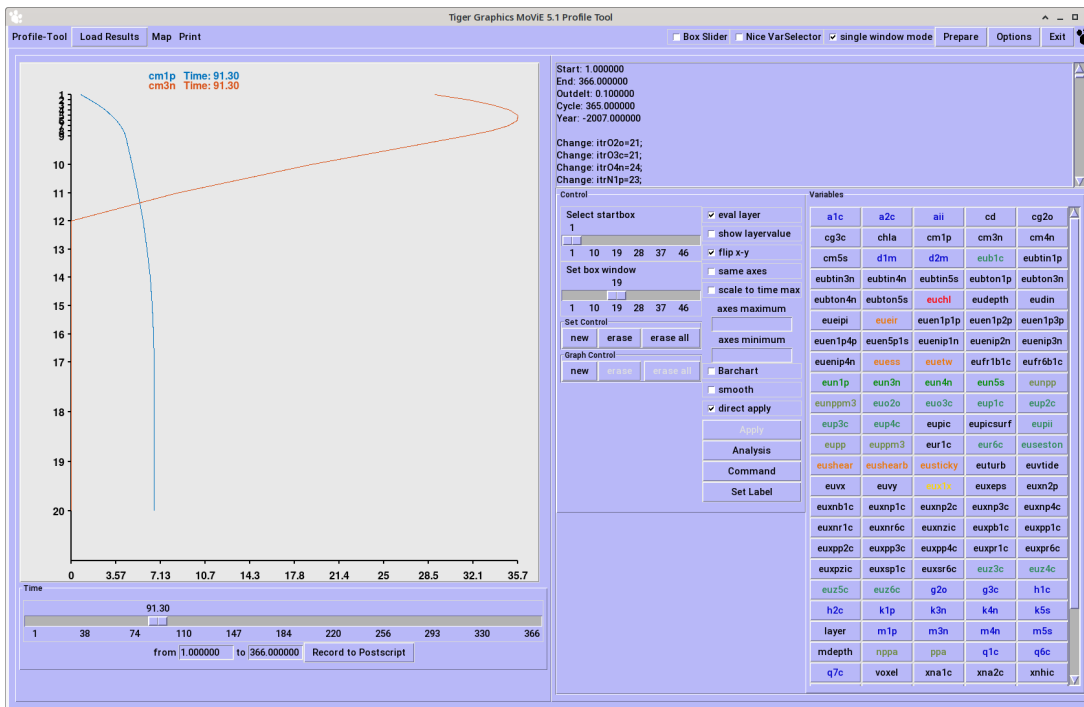 Tiger Graphics MoViE 5.1 Profile Tool
Profile-Tool Load Results Map Print Box Slider Nice VarSelector single window mode Prepare Options Exit
cm1p Time: 91.30
cm3n Time: 91.30
1
2
3
4
5
6
7
8
9
10
11
12
13
14
15
16
17
18
19
20
0 3.57 7.13 10.7 14.3 17.8 21.4 25 28.5 32.1 35.7
Time
91.30
1 38 74 110 147 184 220 256 293 330 366
from 1.000000 to 366.000000 Record to Postscript
Start: 1.000000
End: 366.000000
Outdelt: 0.100000
Cycle: 365.000000
Year: -2007.000000
Change: itrO2o=21;
Change: itrO3c=21;
Change: itrO4n=24;
Change: itrN1p=23;
Control
Select startbox
1
1 10 19 28 37 46
Set box window
19
1 10 19 28 37 46
Set Control
new erase erase all
Graph Control
new erase erase all
eval layer
show layervalue
flip x-y
same axes
scale to time max
axes maximum
axes minimum
Barchart
smooth
direct apply
Apply
Analysis
Command
Set Label
Variables
a1c a2c aii cd cg2o
cg3c chla cm1p cm3n cm4n
cm5s d1m d2m eub1c eubtin1p
eubtin3n eubtin4n eubtin5s eubton1p eubton3n
eubton4n eubton5s euchl eudepth eudin
eueipi eueir euen1p1p euen1p2p euen1p3p
euen1p4p euen5p1s euenip1n euenip2n euenip3n
euenip4n euess euetw eufr1b1c eufr6b1c
eun1p eun3n eun4n eun5s eunpp
eunppm3 euo2o euo3c eup1c eup2c
eup3c eup4c eupic eupicsurf eupii
eupp euppm3 eur1c eur6c euseston
eushear eushearb eusticky euturb euvtide
euvx euvy euxeps euxn2p
euxnb1c euxnp1c euxnp2c euxnp3c euxnp4c
euxnr1c euxnr6c euxnzic euxpb1c euxpp1c
euxpp2c euxpp3c euxpp4c euxpr1c euxpr6c
euxpzic euxsp1c euxsr6c euz3c euz4c
euz5c euz6c g2o g3c h1c
h2c k1p k3n k4n k5s
layer m1p m3n m4n m5s
mdepth nppa ppa q1c q6c
q7c voxel xna1c xna2c xnhic